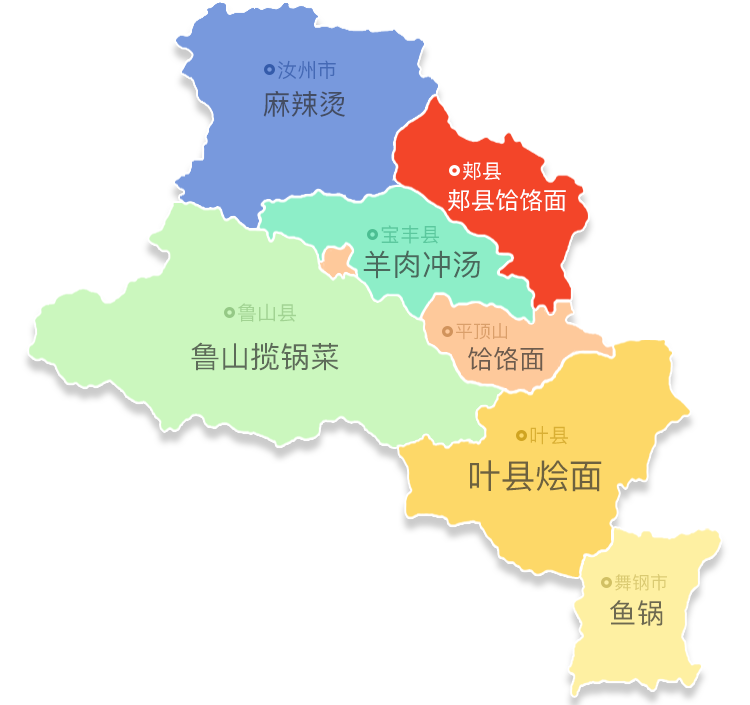 汝州市
麻辣烫
郏县
郏县饸饹面
宝丰县
羊肉冲汤
鲁山县
鲁山揽锅菜
平顶山
饸饹面
叶县
叶县烩面
舞钢市
鱼锅